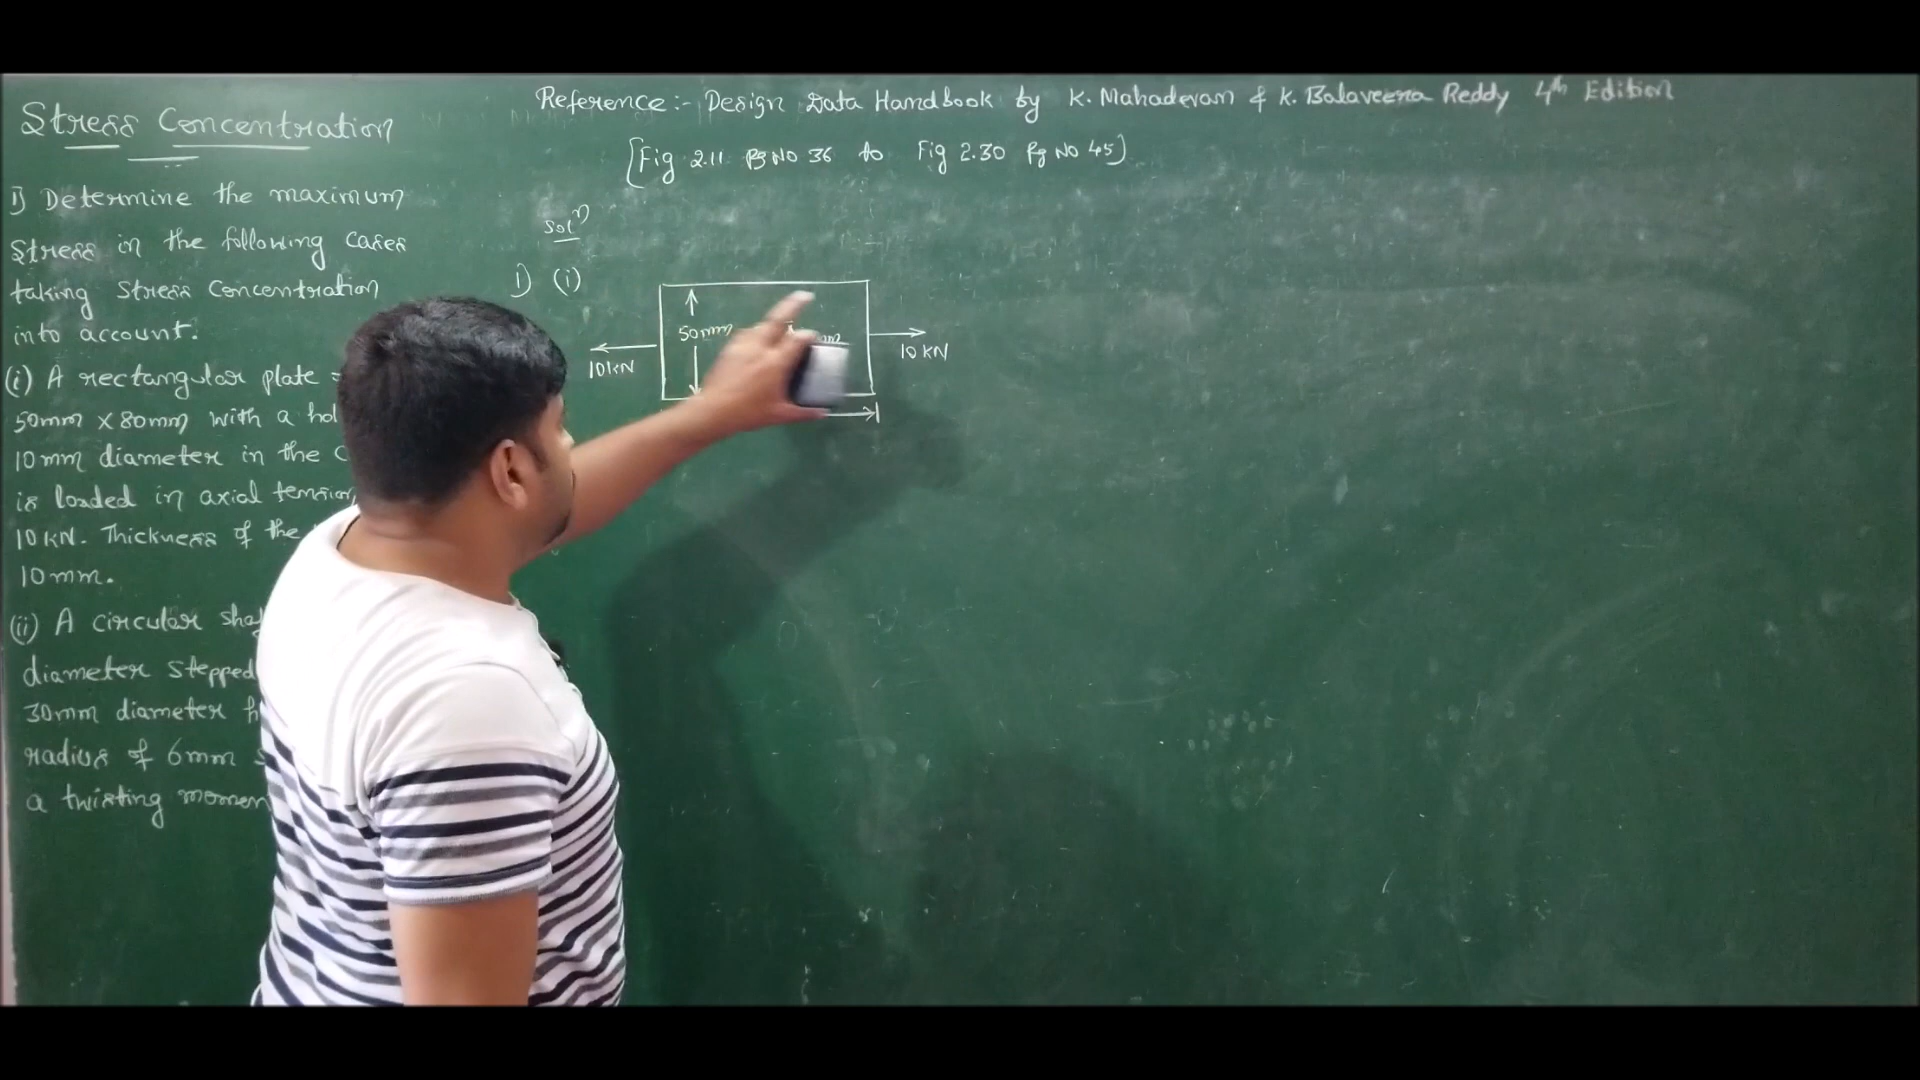 Stress Concentration
1) Determine the maximum
stress in the following cases
taking stress concentration
into account.
(i) A rectangular plate
50mm x 80mm with a
10mm diameter in the
is loaded in axial tension
10 KN. Thickness of the
10mm.
(ii) A circular
diameter stepped
30mm diameter
radius of 6mm
a twisting
Reference:- Design Data Handbook by K. Mahadevan & K. Balaveera Reddy 4th Edition
[Fig 2.11 Pg No 36 to Fig 2.30 Pg No 45]
Solⁿ
1) (i)
50mm
10KN
10 KN